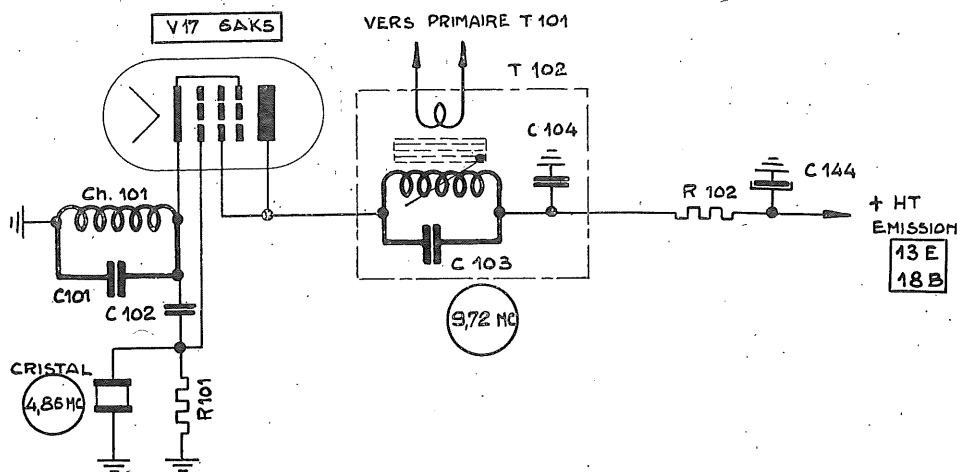 V17 6AK5
VERS PRIMAIRE T 101
T 102
C 104
Ch. 101
R 102
C 144
+ HT
EMISSION
13 E
18 B
C101
C 102
C 103
9,72 MC
CRISTAL
4,86 MC
R101